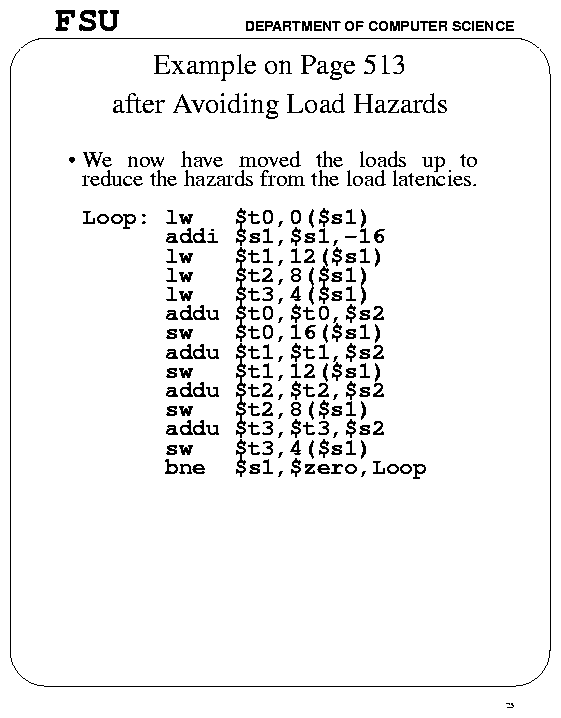 FSU DEPARTMENT OF COMPUTER SCIENCE
Example on Page 513
after Avoiding Load Hazards
• We now have moved the loads up to
reduce the hazards from the load latencies.
Loop: lw $t0,0($s1)
addi $s1,$s1,−16
lw $t1,12($s1)
lw $t2,8($s1)
lw $t3,4($s1)
addu $t0,$t0,$s2
sw $t0,16($s1)
addu $t1,$t1,$s2
sw $t1,12($s1)
addu $t2,$t2,$s2
sw $t2,8($s1)
addu $t3,$t3,$s2
sw $t3,4($s1)
bne $s1,$zero,Loop